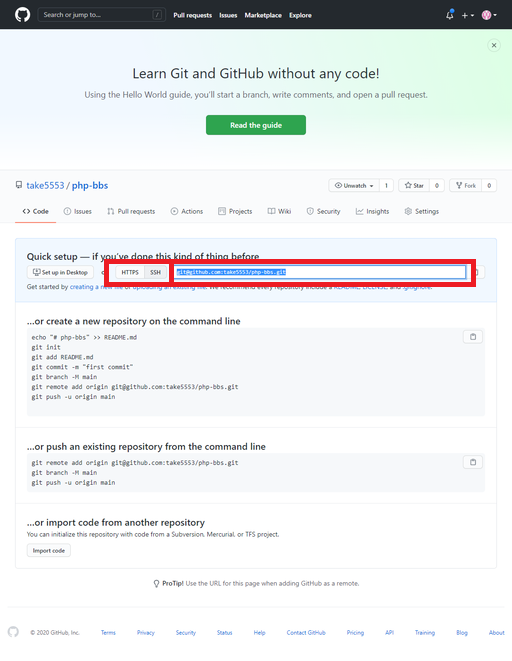 Search or jump to... /
Pull requests Issues Marketplace Explore
Learn Git and GitHub without any code!
Using the Hello World guide, you'll start a branch, write comments, and open a pull request.
Read the guide
take5553 / php-bbs
Unwatch 1 Star 0 Fork 0
Code Issues Pull requests Actions Projects Wiki Security Insights Settings
Quick setup — if you've done this kind of thing before
Set up in Desktop HTTPS SSH git@github.com:take5553/php-bbs.git
Get started by creating a new file or uploading an existing file. We recommend every repository include a README, LICENSE, and .gitignore.
...or create a new repository on the command line
echo "# php-bbs" >> README.md
git init
git add README.md
git commit -m "first commit"
git branch -M main
git remote add origin git@github.com:take5553/php-bbs.git
git push -u origin main
...or push an existing repository from the command line
git remote add origin git@github.com:take5553/php-bbs.git
git branch -M main
git push -u origin main
...or import code from another repository
You can initialize this repository with code from a Subversion, Mercurial, or TFS project.
Import code
ProTip! Use the URL for this page when adding GitHub as a remote.
© 2020 GitHub, Inc. Terms Privacy Security Status Help Contact GitHub Pricing API Training Blog About